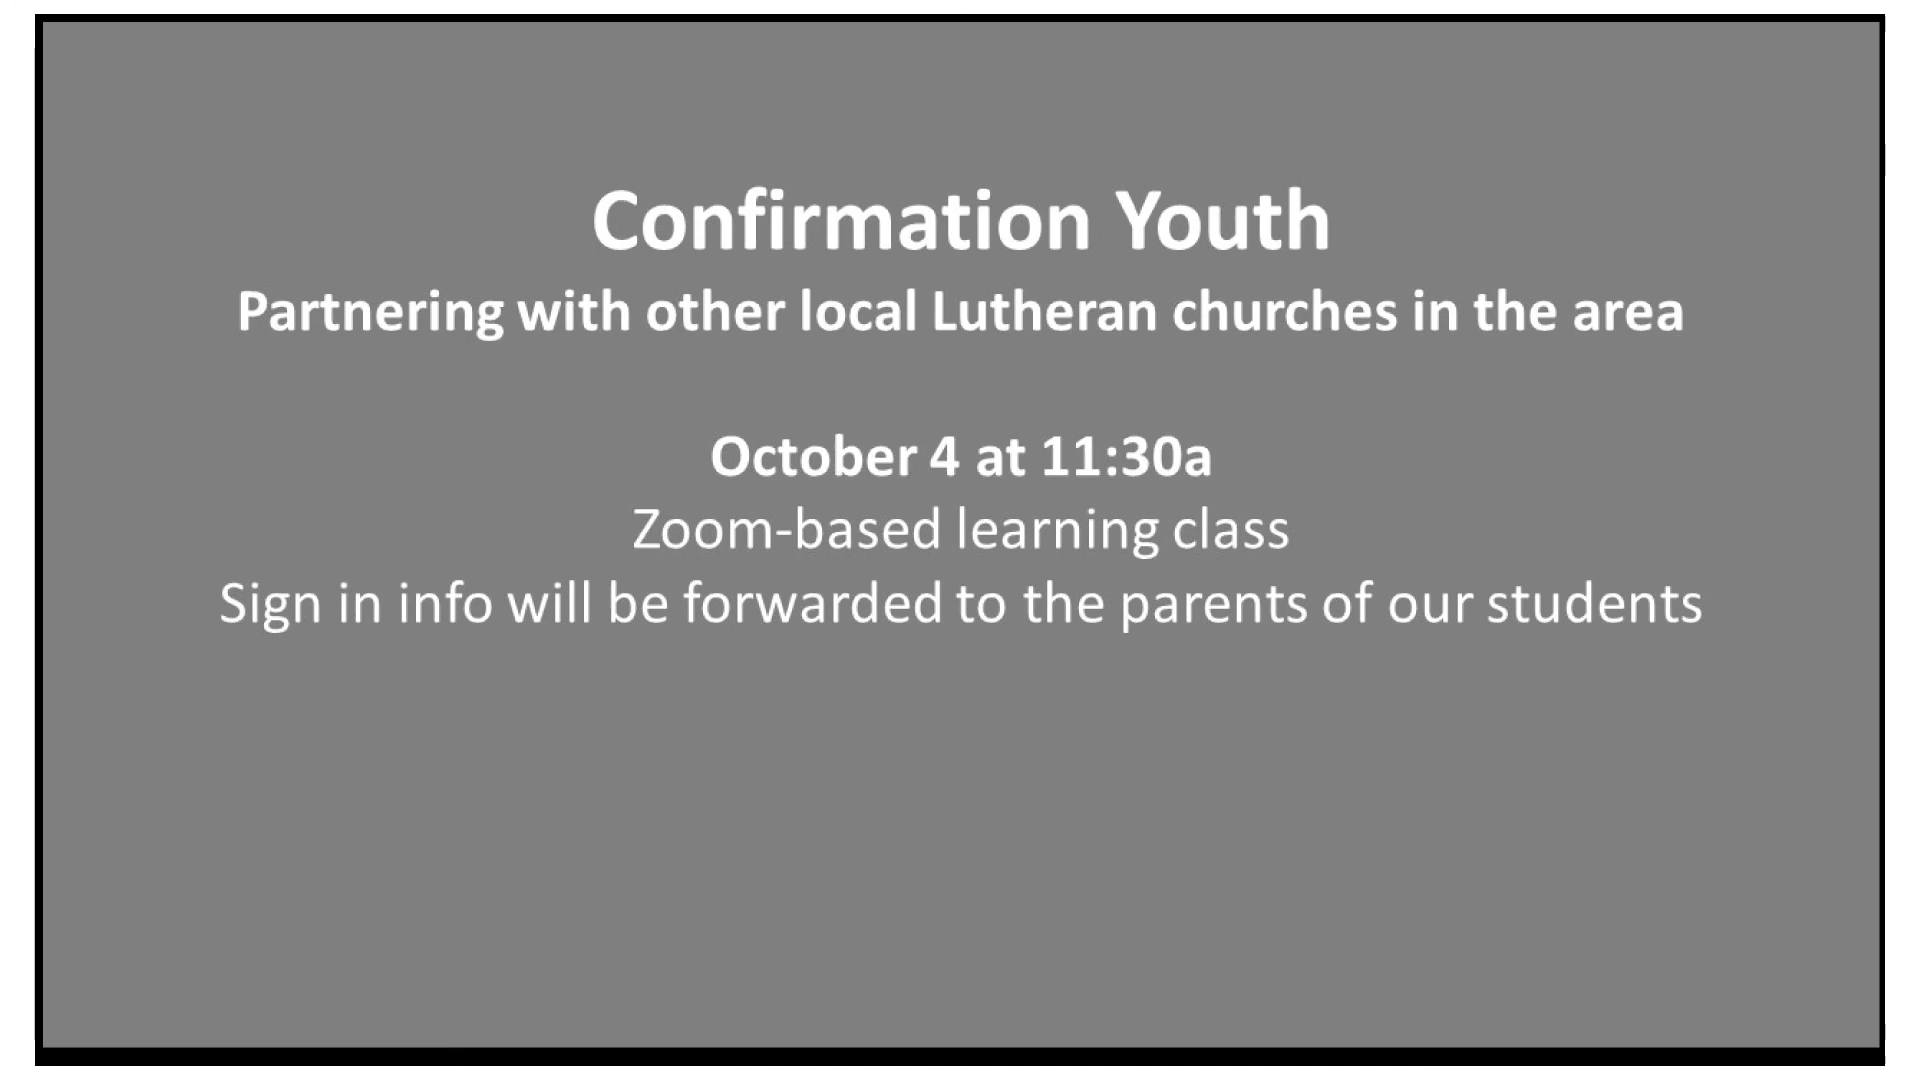 Confirmation Youth
Partnering with other local Lutheran churches in the area
October 4 at 11:30a
Zoom-based learning class
Sign in info will be forwarded to the parents of our students